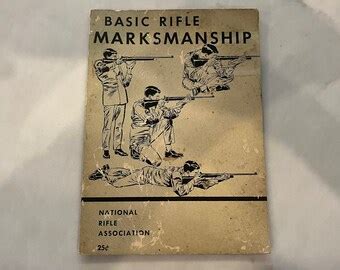 BASIC RIFLE
MARKSMANSHIP
NATIONAL
RIFLE
ASSOCIATION
25¢